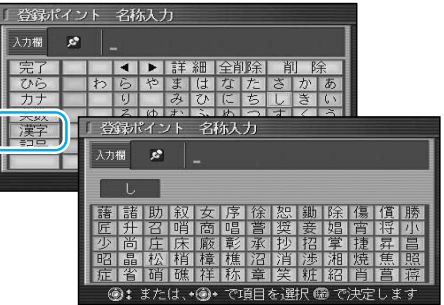 登録ポイント 名称入力
入力欄
完了 ◀ ▶ 詳細 全削除 削除
ひら わ ら や ま は な た さ か あ
カナ り み ひ に ち し き い
漢字
登録ポイント 名称入力
入力欄
し
藷 諸 助 叙 女 序 徐 恕 鋤 除 傷 償 勝
匠 升 召 哨 商 唱 嘗 奨 妾 娼 宵 将 小
少 尚 庄 床 廠 彰 承 抄 招 掌 捷 昇 昌
昭 晶 松 梢 樟 樵 沼 消 渉 湘 焼 焦 照
症 省 硝 礁 祥 称 章 笑 粧 紹 肖 菖 蒋
：または、 で項目を選択 で決定します